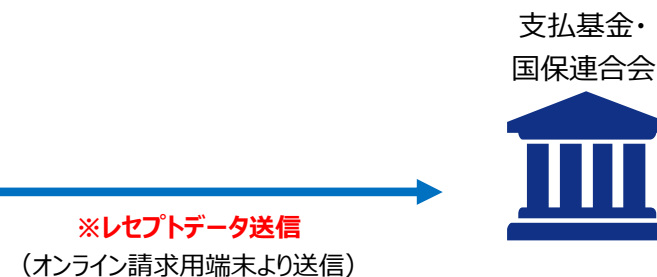 支払基金・
国保連合会
※レセプトデータ送信
（オンライン請求用端末より送信）